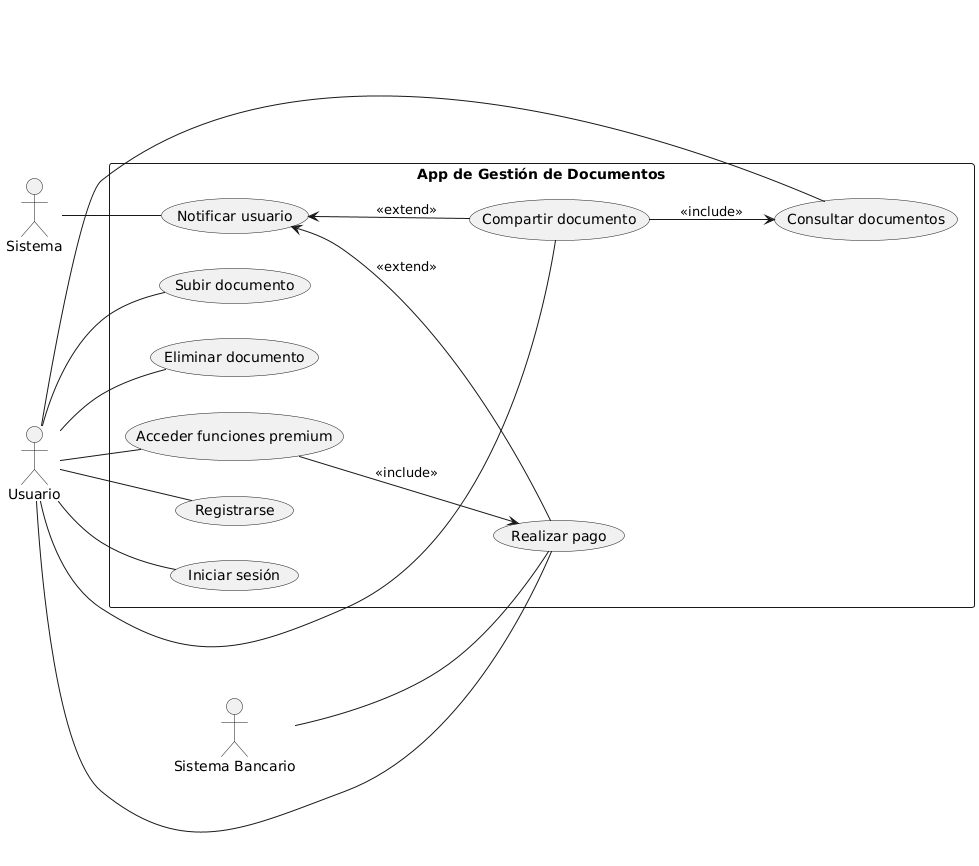 App de Gestión de Documentos
Notificar usuario
«extend»
Compartir documento
«include»
Consultar documentos
Sistema
«extend»
Subir documento
Eliminar documento
Acceder funciones premium
«include»
Usuario
Registrarse
Realizar pago
Iniciar sesión
Sistema Bancario